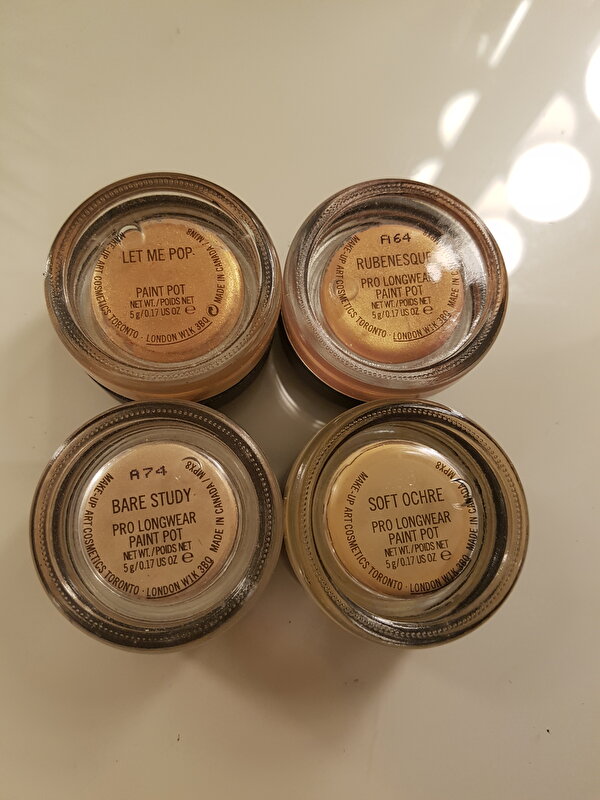 LET ME POP
PAINT POT
NET WT./POIDS NET
5 g/0.17 US OZ e
MAKE-UP ART COSMETICS TORONTO · LONDON W1K 3BQ
MADE IN CANADA / MN8
A64
RUBENESQUE
PRO LONGWEAR
PAINT POT
NET WT./POIDS NET
5 g/0.17 US OZ e
MAKE-UP ART COSMETICS TORONTO · LONDON W1K 3BQ
MADE IN
A74
BARE STUDY
PRO LONGWEAR
PAINT POT
NET WT./POIDS NET
5 g/0.17 US OZ e
MAKE-UP ART COSMETICS TORONTO · LONDON W1K 3BQ
MADE IN CANADA / MPX8
SOFT OCHRE
PRO LONGWEAR
PAINT POT
NET WT./POIDS NET
5 g/0.17 US OZ e
MAKE-UP ART COSMETICS TORONTO · LONDON W1K 3BQ
MADE IN / MPX8